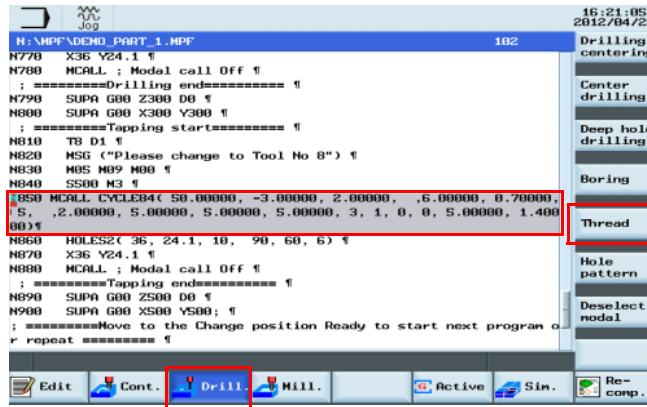 Jog
16:21:05
2012/04/2
N:\MPF\DEMO_PART_1.MPF 102
N770 X36 Y24.1 ¶
N780 MCALL ; Modal call Off ¶
; =========Drilling end========== ¶
N790 SUPA G00 Z300 D0 ¶
N800 SUPA G00 X300 Y300 ¶
; =========Tapping start========= ¶
N810 T8 D1 ¶
N820 MSG ("Please change to Tool No 8") ¶
N830 M05 M09 M00 ¶
N840 S500 M3 ¶
850 MCALL CYCLE84( 50.00000, -3.00000, 2.00000, ,6.00000, 0.70000,
5, ,2.00000, 5.00000, 5.00000, 5.00000, 3, 1, 0, 0, 5.00000, 1.400
00)¶
N860 HOLES2( 36, 24.1, 10, 90, 60, 6) ¶
N870 X36 Y24.1 ¶
N880 MCALL ; Modal call Off ¶
; =========Tapping end========== ¶
N890 SUPA G00 Z500 D0 ¶
N900 SUPA G00 X500 Y500; ¶
; =========Move to the Change position Ready to start next program o
r repeat ========= ¶
Drilling
centering
Center
drilling
Deep hole
drilling
Boring
Thread
Hole
pattern
Deselect
modal
Edit
Cont.
Drill.
Mill.
G Active
Sim.
Re-
comp.